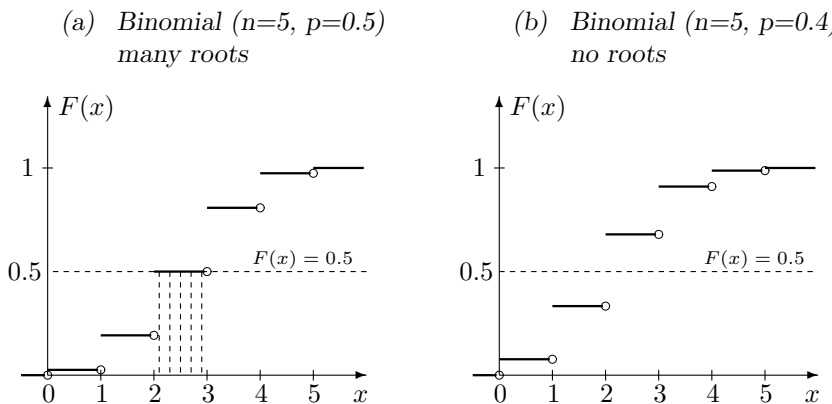 (a) Binomial (n=5, p=0.5)
many roots
F(x)
1
F(x) = 0.5
0.5
0 1 2 3 4 5 x
(b) Binomial (n=5, p=0.4)
no roots
F(x)
1
F(x) = 0.5
0.5
0 1 2 3 4 5 x